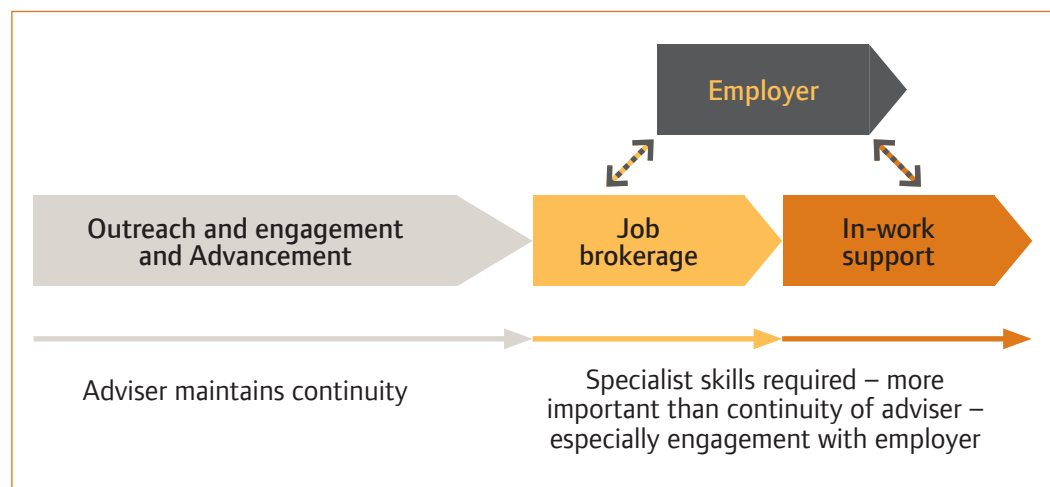 Employer
Outreach and engagement
and Advancement
Job
brokerage
In-work
support
Adviser maintains continuity
Specialist skills required – more
important than continuity of adviser –
especially engagement with employer